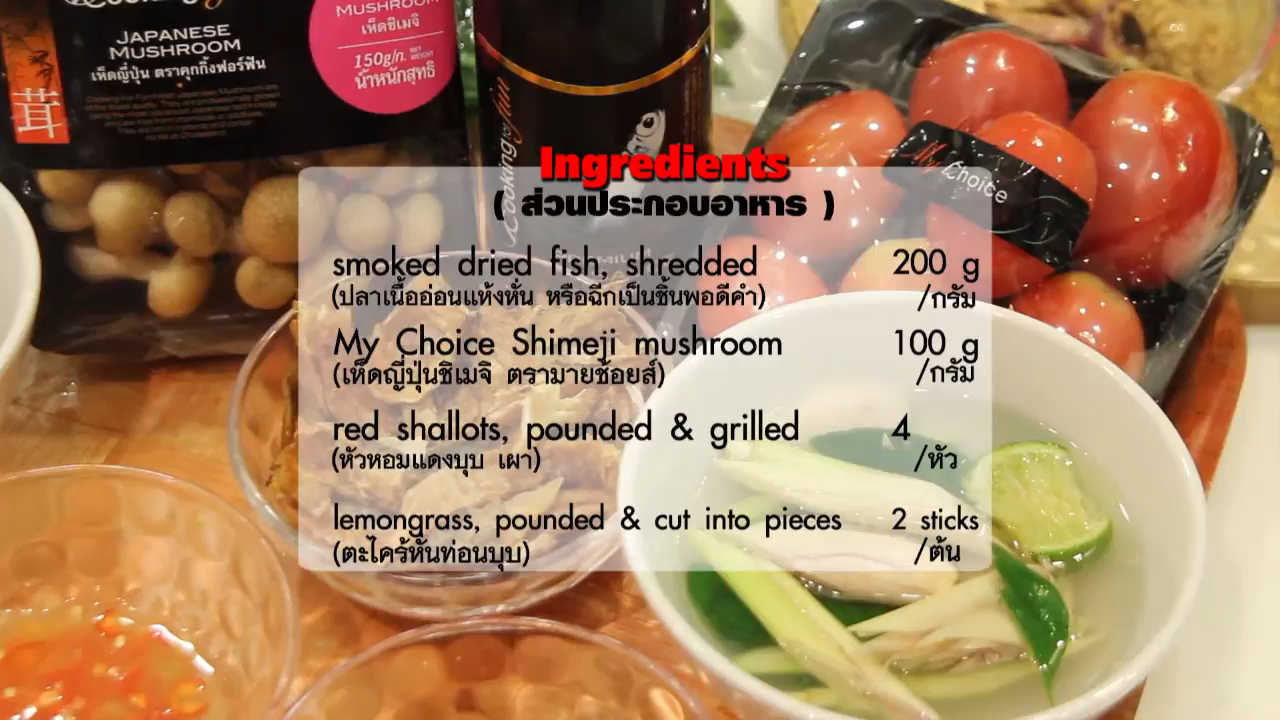 JAPANESE
MUSHROOM
เห็ดญี่ปุ่น ตราคุกกิ้งฟอร์ฟัน
茸
MUSHROOM
เห็ดชิเมจิ
150g/ก. NET WEIGHT
น้ำหนักสุทธิ
Cooking for fun
My Choice
Ingredients
( ส่วนประกอบอาหาร )
smoked dried fish, shredded 200 g
(ปลาเนื้ออ่อนแห้งหั่น หรือฉีกเป็นชิ้นพอดีคำ) /กรัม
My Choice Shimeji mushroom 100 g
(เห็ดญี่ปุ่นชิเมจิ ตรามายช้อยส์) /กรัม
red shallots, pounded & grilled 4
(หัวหอมแดงบุบ เผา) /หัว
lemongrass, pounded & cut into pieces 2 sticks
(ตะไคร้หั่นท่อนบุบ) /ต้น